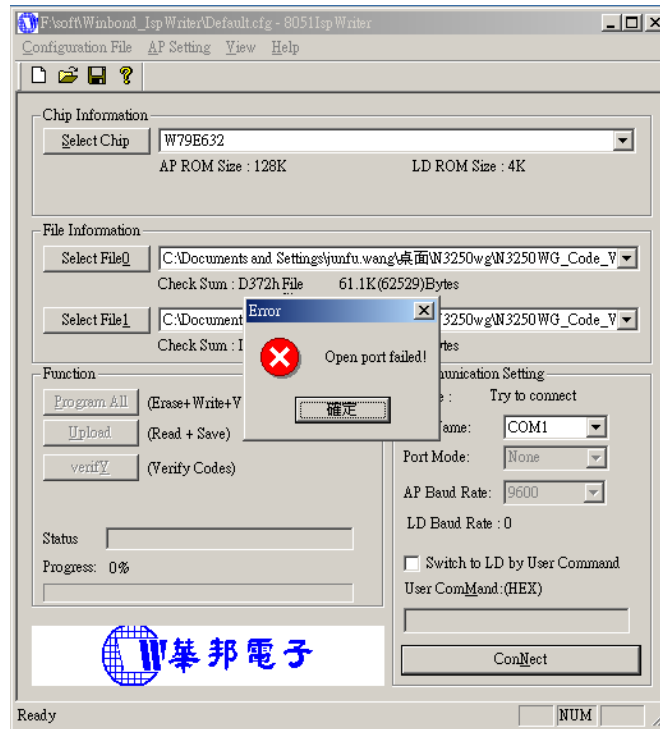 F:\soft\Winbond_IspWriter\Default.cfg - 8051IspWriter
Configuration File AP Setting View Help
Chip Information
Select Chip W79E632
AP ROM Size : 128K LD ROM Size : 4K
File Information
Select File0 C:\Documents and Settings\junfu.wang\桌面\N3250wg\N3250WG_Code_V
Check Sum : D372h File 61.1K(62529)Bytes
Error
Select File1 C:\Document 3250wg\N3250WG_Code_V
Open port failed!
Check Sum :
確定
Function
Program All (Erase+Write+V
Try to connect
Upload (Read + Save)
COM1
verifY (Verify Codes)
Port Mode: None
AP Baud Rate: 9600
LD Baud Rate : 0
Status
Progress: 0%
Switch to LD by User Command
User ComMand:(HEX)
華邦電子
ConNect
Ready NUM